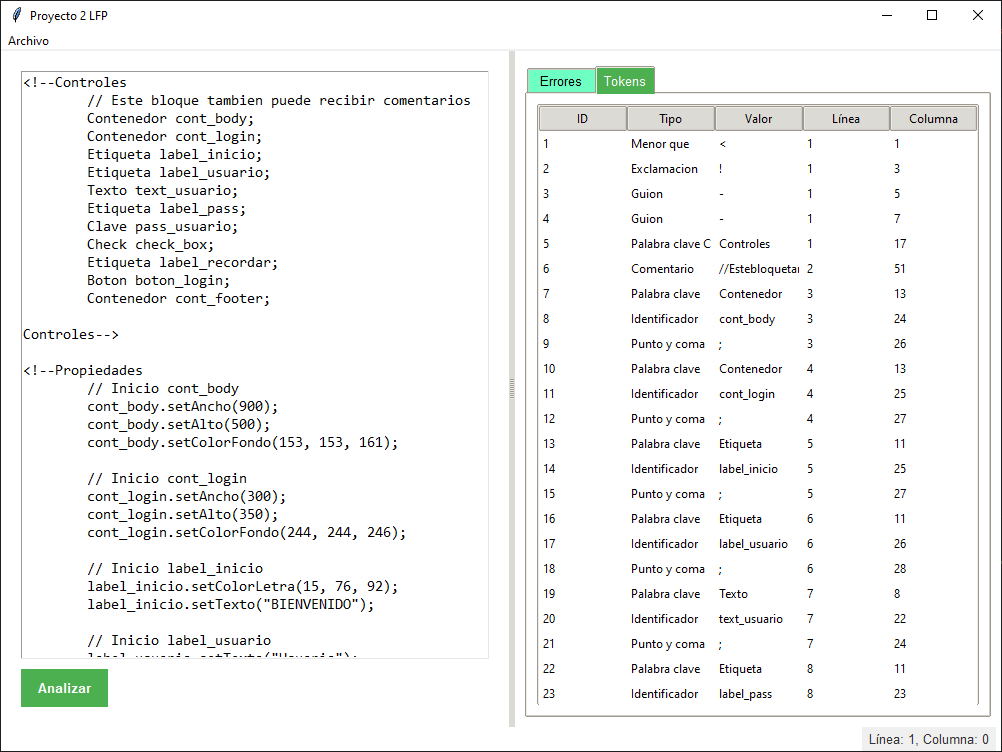 Proyecto 2 LFP
Archivo
<!--Controles
// Este bloque tambien puede recibir comentarios
Contenedor cont_body;
Contenedor cont_login;
Etiqueta label_inicio;
Etiqueta label_usuario;
Texto text_usuario;
Etiqueta label_pass;
Clave pass_usuario;
Check check_box;
Etiqueta label_recordar;
Boton boton_login;
Contenedor cont_footer;
Controles-->
<!--Propiedades
// Inicio cont_body
cont_body.setAncho(900);
cont_body.setAlto(500);
cont_body.setColorFondo(153, 153, 161);
// Inicio cont_login
cont_login.setAncho(300);
cont_login.setAlto(350);
cont_login.setColorFondo(244, 244, 246);
// Inicio label_inicio
label_inicio.setColorLetra(15, 76, 92);
label_inicio.setTexto("BIENVENIDO");
// Inicio label_usuario
label_usuario.setTexto("Usuario");
Analizar
Errores Tokens
ID Tipo Valor Línea Columna
1 Menor que < 1 1
2 Exclamacion ! 1 3
3 Guion - 1 5
4 Guion - 1 7
5 Palabra clave C Controles 1 17
6 Comentario //Estebloquetar 2 51
7 Palabra clave Contenedor 3 13
8 Identificador cont_body 3 24
9 Punto y coma ; 3 26
10 Palabra clave Contenedor 4 13
11 Identificador cont_login 4 25
12 Punto y coma ; 4 27
13 Palabra clave Etiqueta 5 11
14 Identificador label_inicio 5 25
15 Punto y coma ; 5 27
16 Palabra clave Etiqueta 6 11
17 Identificador label_usuario 6 26
18 Punto y coma ; 6 28
19 Palabra clave Texto 7 8
20 Identificador text_usuario 7 22
21 Punto y coma ; 7 24
22 Palabra clave Etiqueta 8 11
23 Identificador label_pass 8 23
Línea: 1, Columna: 0